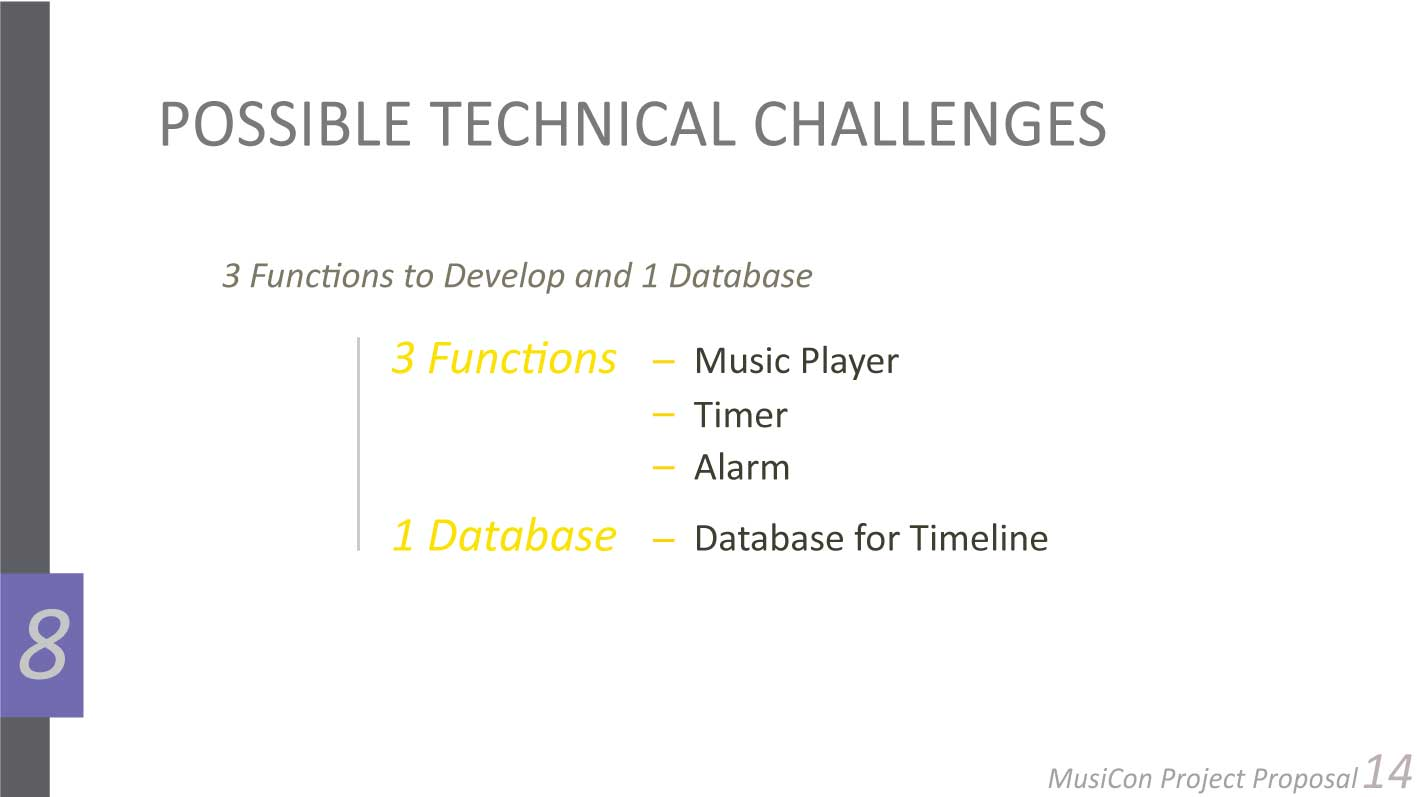 POSSIBLE TECHNICAL CHALLENGES
3 Functions to Develop and 1 Database
3 Functions – Music Player
– Timer
– Alarm
1 Database – Database for Timeline
8
MusiCon Project Proposal 14